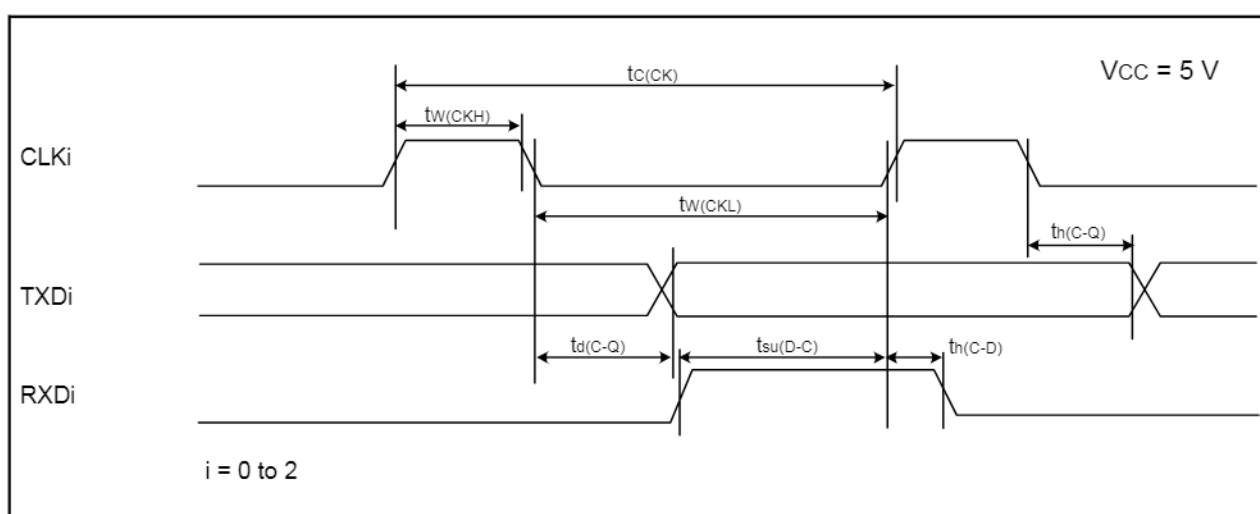 VCC = 5 V
tC(CK)
tW(CKH)
CLKi
tW(CKL)
th(C-Q)
TXDi
td(C-Q)
tsu(D-C)
th(C-D)
RXDi
i = 0 to 2